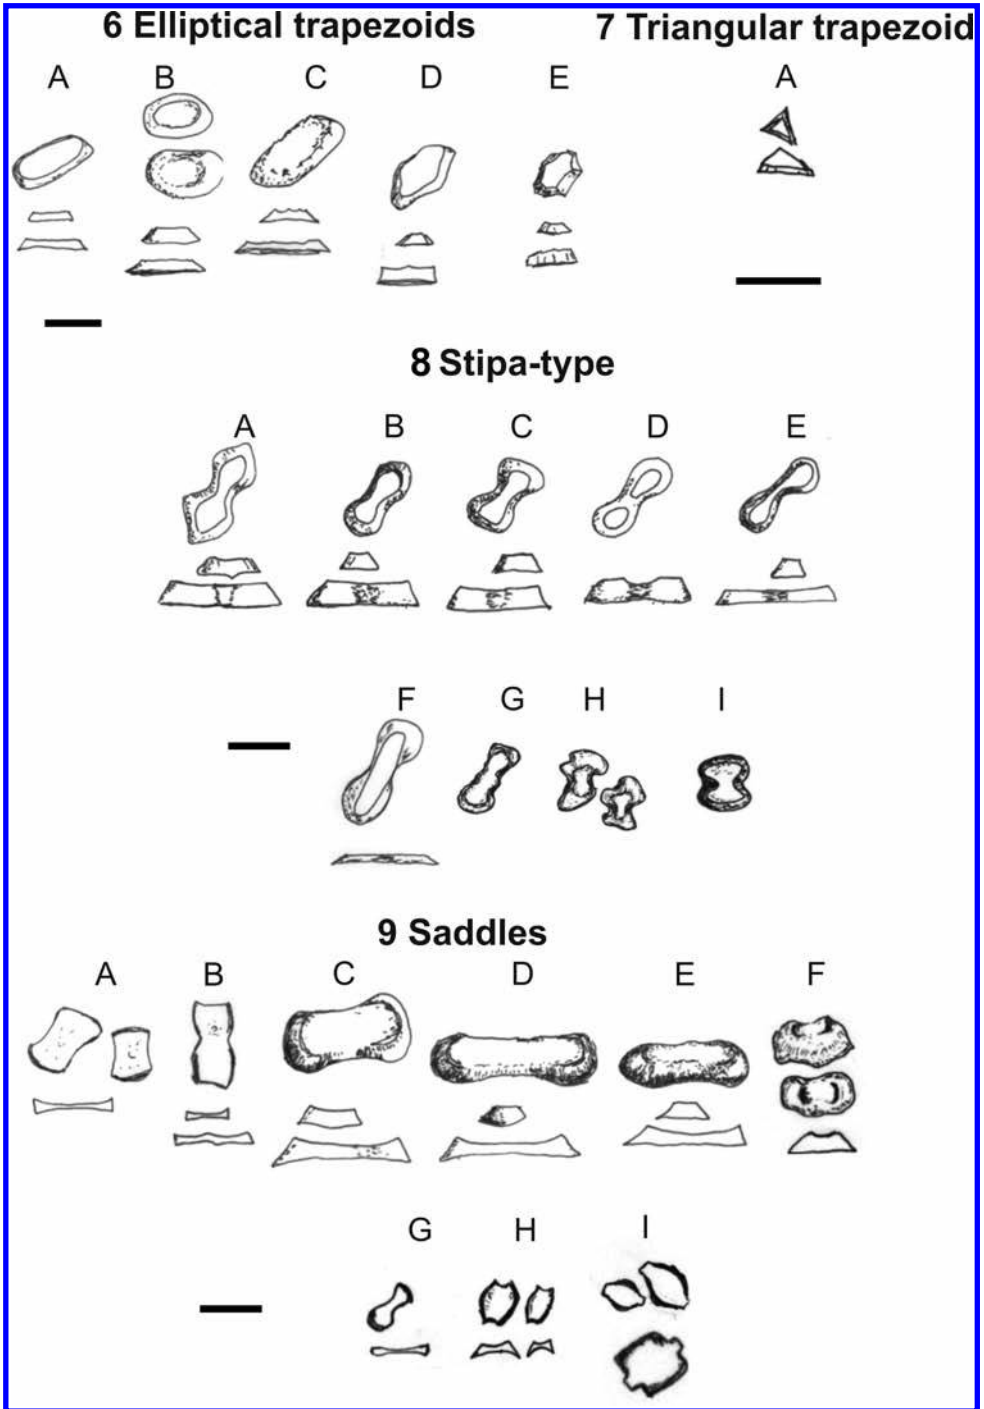 6 Elliptical trapezoids 7 Triangular trapezoid
A B C D E A
8 Stipa-type
A B C D E
F G H I
9 Saddles
A B C D E F
G H I